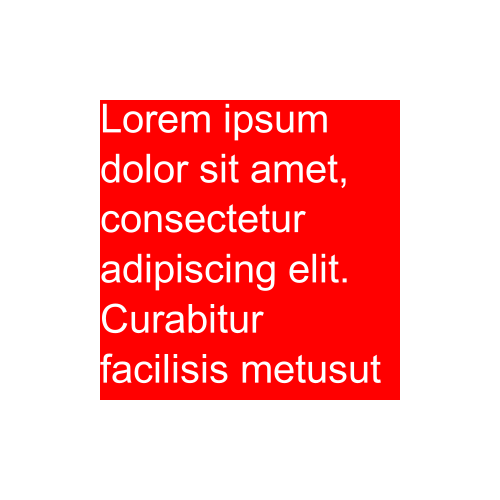 Lorem ipsum
dolor sit amet,
consectetur
adipiscing elit.
Curabitur
facilisis metusut